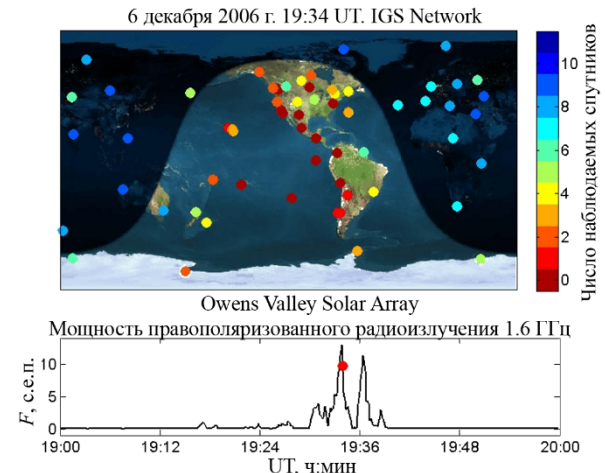 6 декабря 2006 г. 19:34 UT. IGS Network
10
8
6
4
2
0
Число наблюдаемых спутников
Owens Valley Solar Array
Мощность правополяризованного радиоизлучения 1.6 ГГц
10
5
0
F, с.е.п.
19:00 19:12 19:24 19:36 19:48 20:00
UT, ч:мин